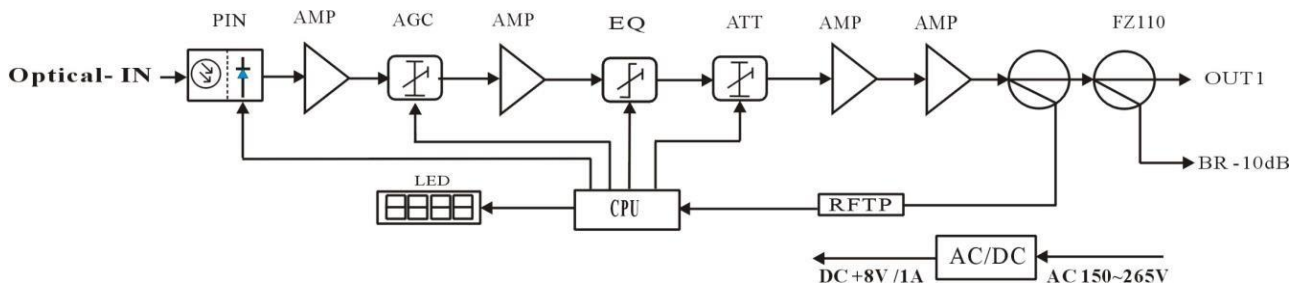 PIN
AMP
AGC
AMP
EQ
ATT
AMP
AMP
FZ110
Optical- IN
OUT1
BR -10dB
LED
CPU
RFTP
AC/DC
DC +8V /1A
AC 150~265V